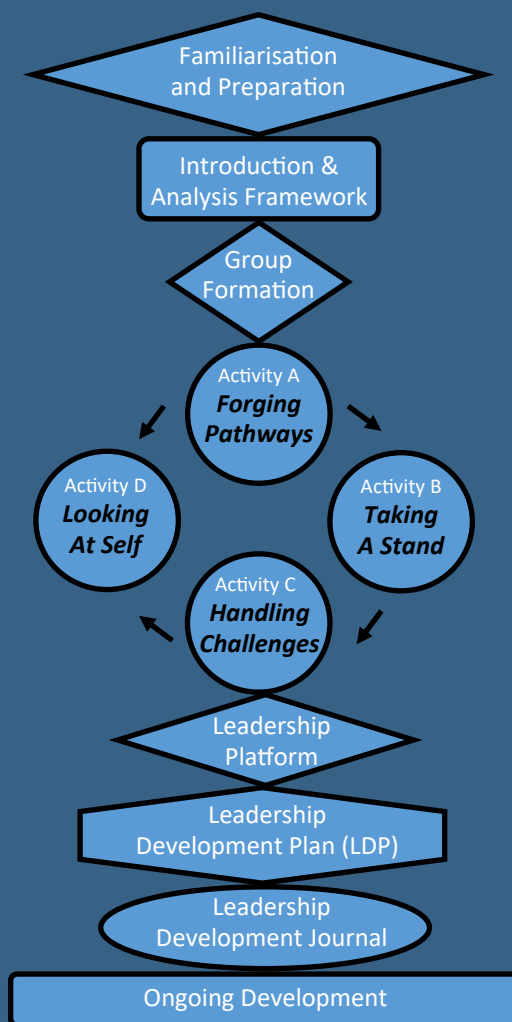 Familiarisation
and Preparation
Introduction &
Analysis Framework
Group
Formation
Activity A
Forging
Pathways
Activity D
Looking
At Self
Activity B
Taking
A Stand
Activity C
Handling
Challenges
Leadership
Platform
Leadership
Development Plan (LDP)
Leadership
Development Journal
Ongoing Development